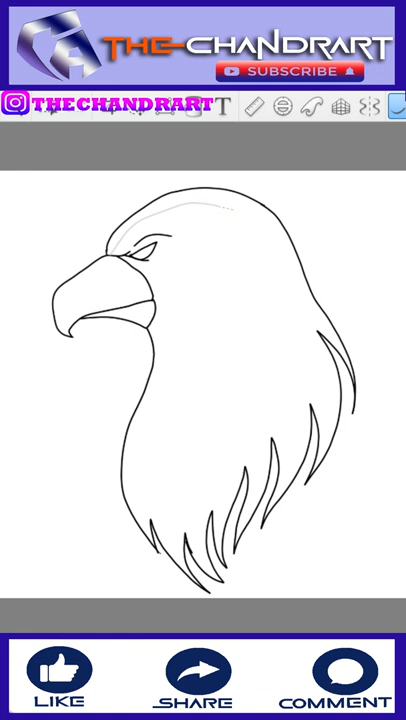 THE-CHANDRART
SUBSCRIBE
THECHANDRART
T
LIKE
SHARE
COMMENT